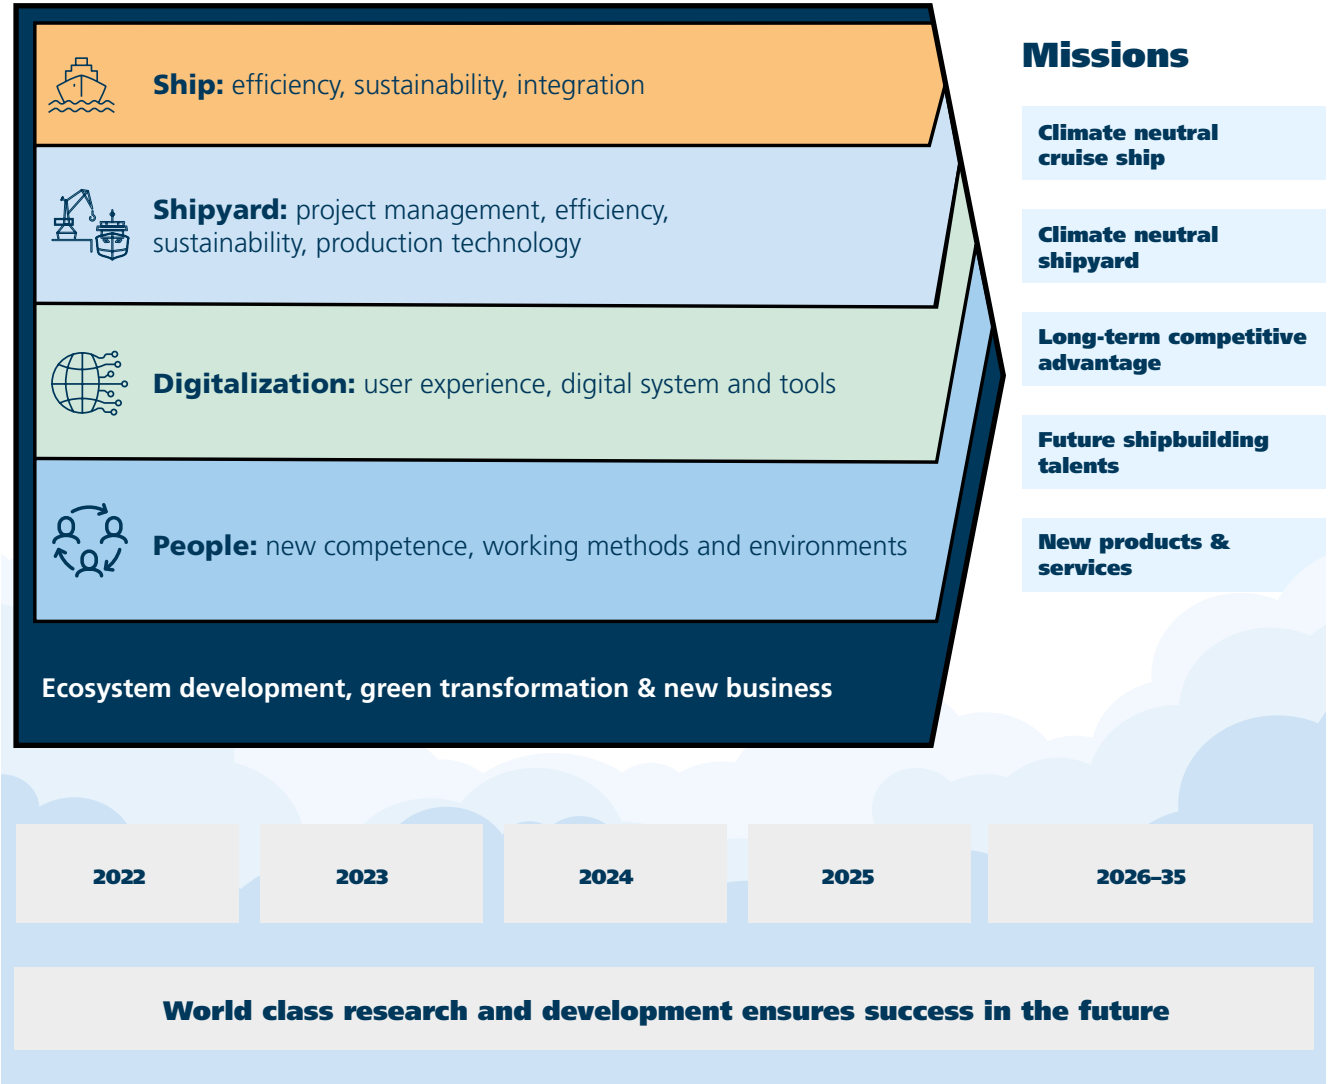 Ship: efficiency, sustainability, integration
Shipyard: project management, efficiency,
sustainability, production technology
Digitalization: user experience, digital system and tools
People: new competence, working methods and environments
Ecosystem development, green transformation & new business
Missions
Climate neutral
cruise ship
Climate neutral
shipyard
Long-term competitive
advantage
Future shipbuilding
talents
New products &
services
2022
2023
2024
2025
2026–35
World class research and development ensures success in the future